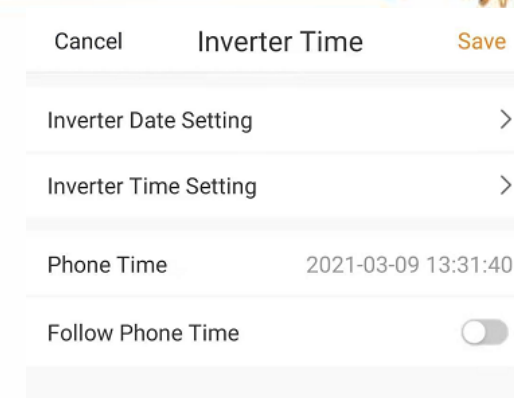 Cancel Inverter Time Save
Inverter Date Setting
Inverter Time Setting
Phone Time 2021-03-09 13:31:40
Follow Phone Time